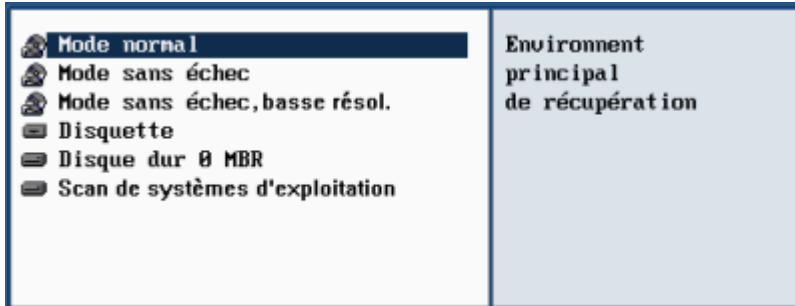 Mode normal
Mode sans échec
Mode sans échec,basse résol.
Disquette
Disque dur 0 MBR
Scan de systèmes d'exploitation
Environnent
principal
de récupération